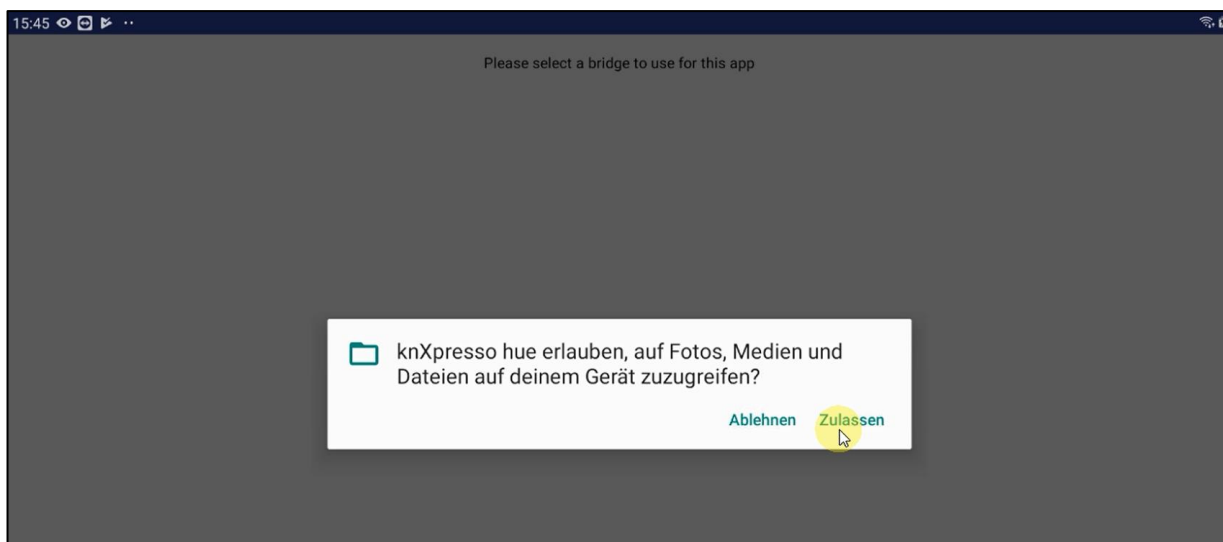 15:45
Please select a bridge to use for this app
knXpresso hue erlauben, auf Fotos, Medien und
Dateien auf deinem Gerät zuzugreifen?
Ablehnen Zulassen